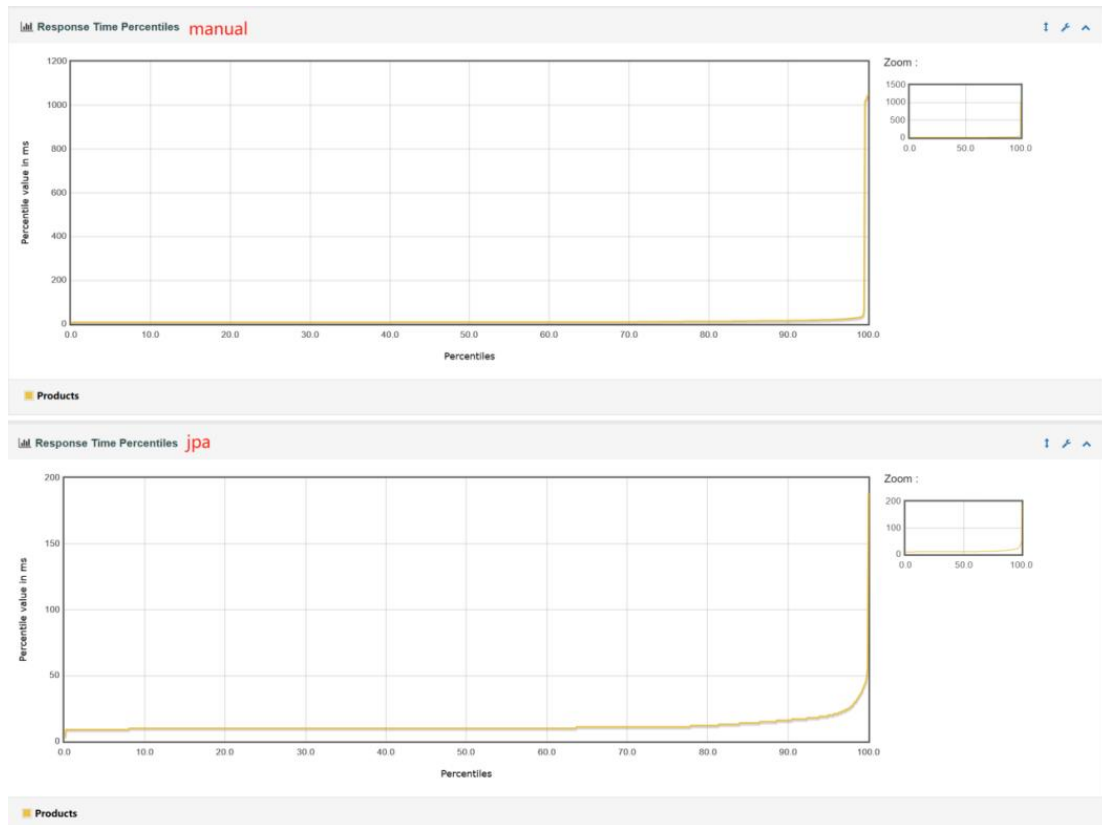 Response Time Percentiles manual
Zoom :
1200
1000
800
600
400
200
0
Percentile value in ms
0.0 10.0 20.0 30.0 40.0 50.0 60.0 70.0 80.0 90.0 100.0
Percentiles
1500
1000
500
0
0.0 50.0 100.0
Products
Response Time Percentiles jpa
Zoom :
200
150
100
50
0
Percentile value in ms
0.0 10.0 20.0 30.0 40.0 50.0 60.0 70.0 80.0 90.0 100.0
Percentiles
200
100
0
0.0 50.0 100.0
Products